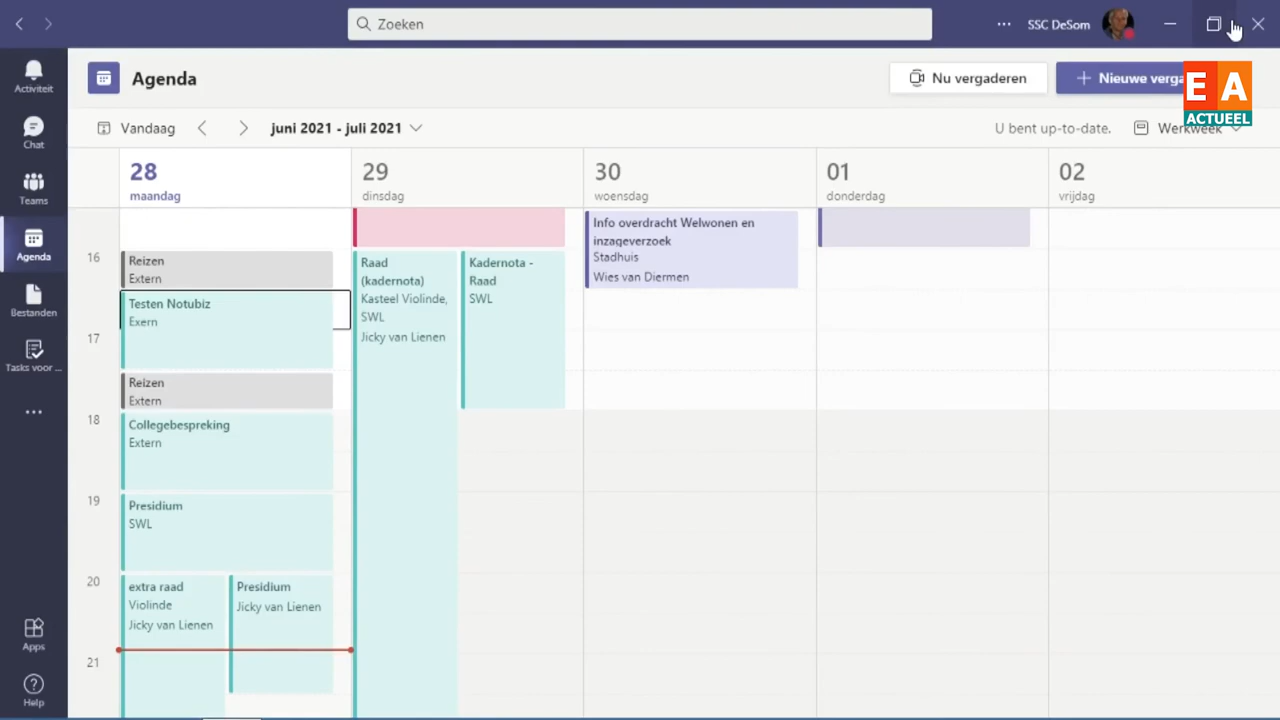 Zoeken
SSC DeSom
Activiteit
Chat
Teams
Agenda
Bestanden
Tasks voor ...
Apps
Help
Agenda
Nu vergaderen
Nieuwe verga
E A
ACTUEEL
Vandaag
juni 2021 - juli 2021
U bent up-to-date.
Werkweek
28
maandag
29
dinsdag
30
woensdag
01
donderdag
02
vrijdag
16
17
18
19
20
21
Reizen
Extern
Testen Notubiz
Exern
Reizen
Extern
Collegebespreking
Extern
Presidium
SWL
extra raad
Violinde
Jicky van Lienen
Presidium
Jicky van Lienen
Raad
(kadernota)
Kasteel Violinde,
SWL
Jicky van Lienen
Kadernota -
Raad
SWL
Info overdracht Welwonen en
inzageverzoek
Stadhuis
Wies van Diermen